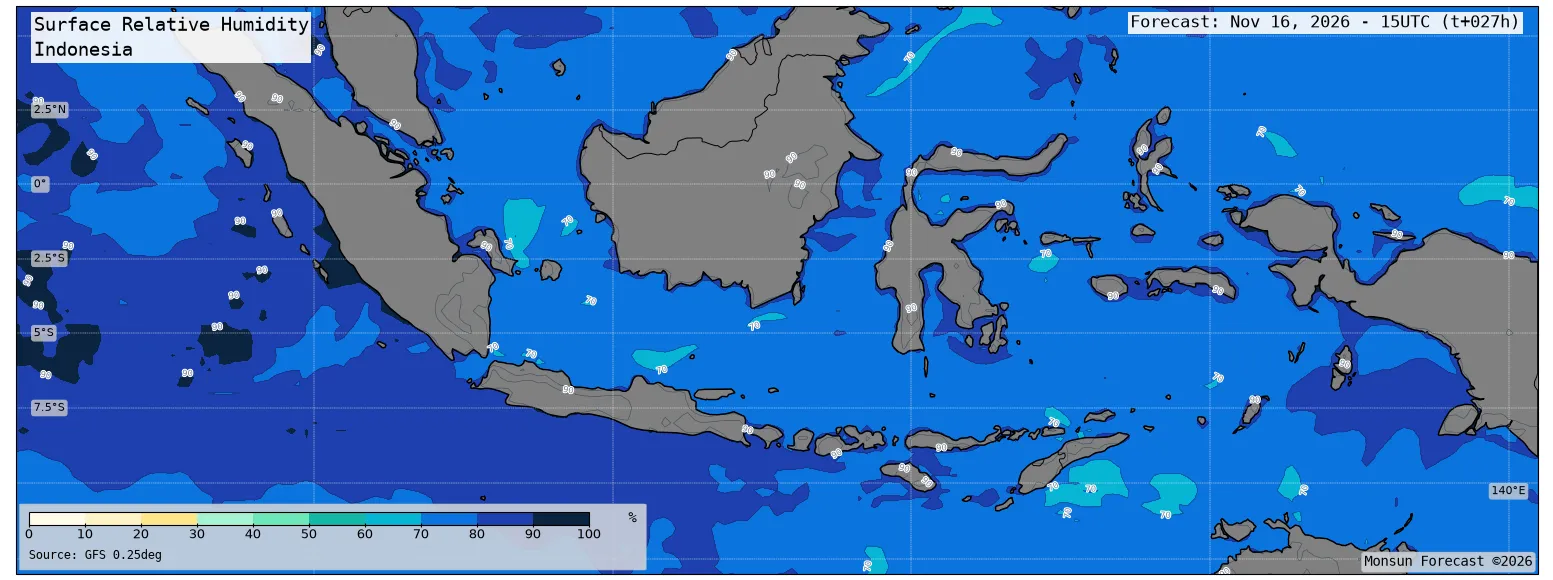 Surface Relative Humidity
Indonesia
Forecast: Nov 16, 2026 - 15UTC (t+027h)
2.5°N
0°
2.5°S
5°S
7.5°S
140°E
0 10 20 30 40 50 60 70 80 90 100
%
Source: GFS 0.25deg
Monsun Forecast ©2026